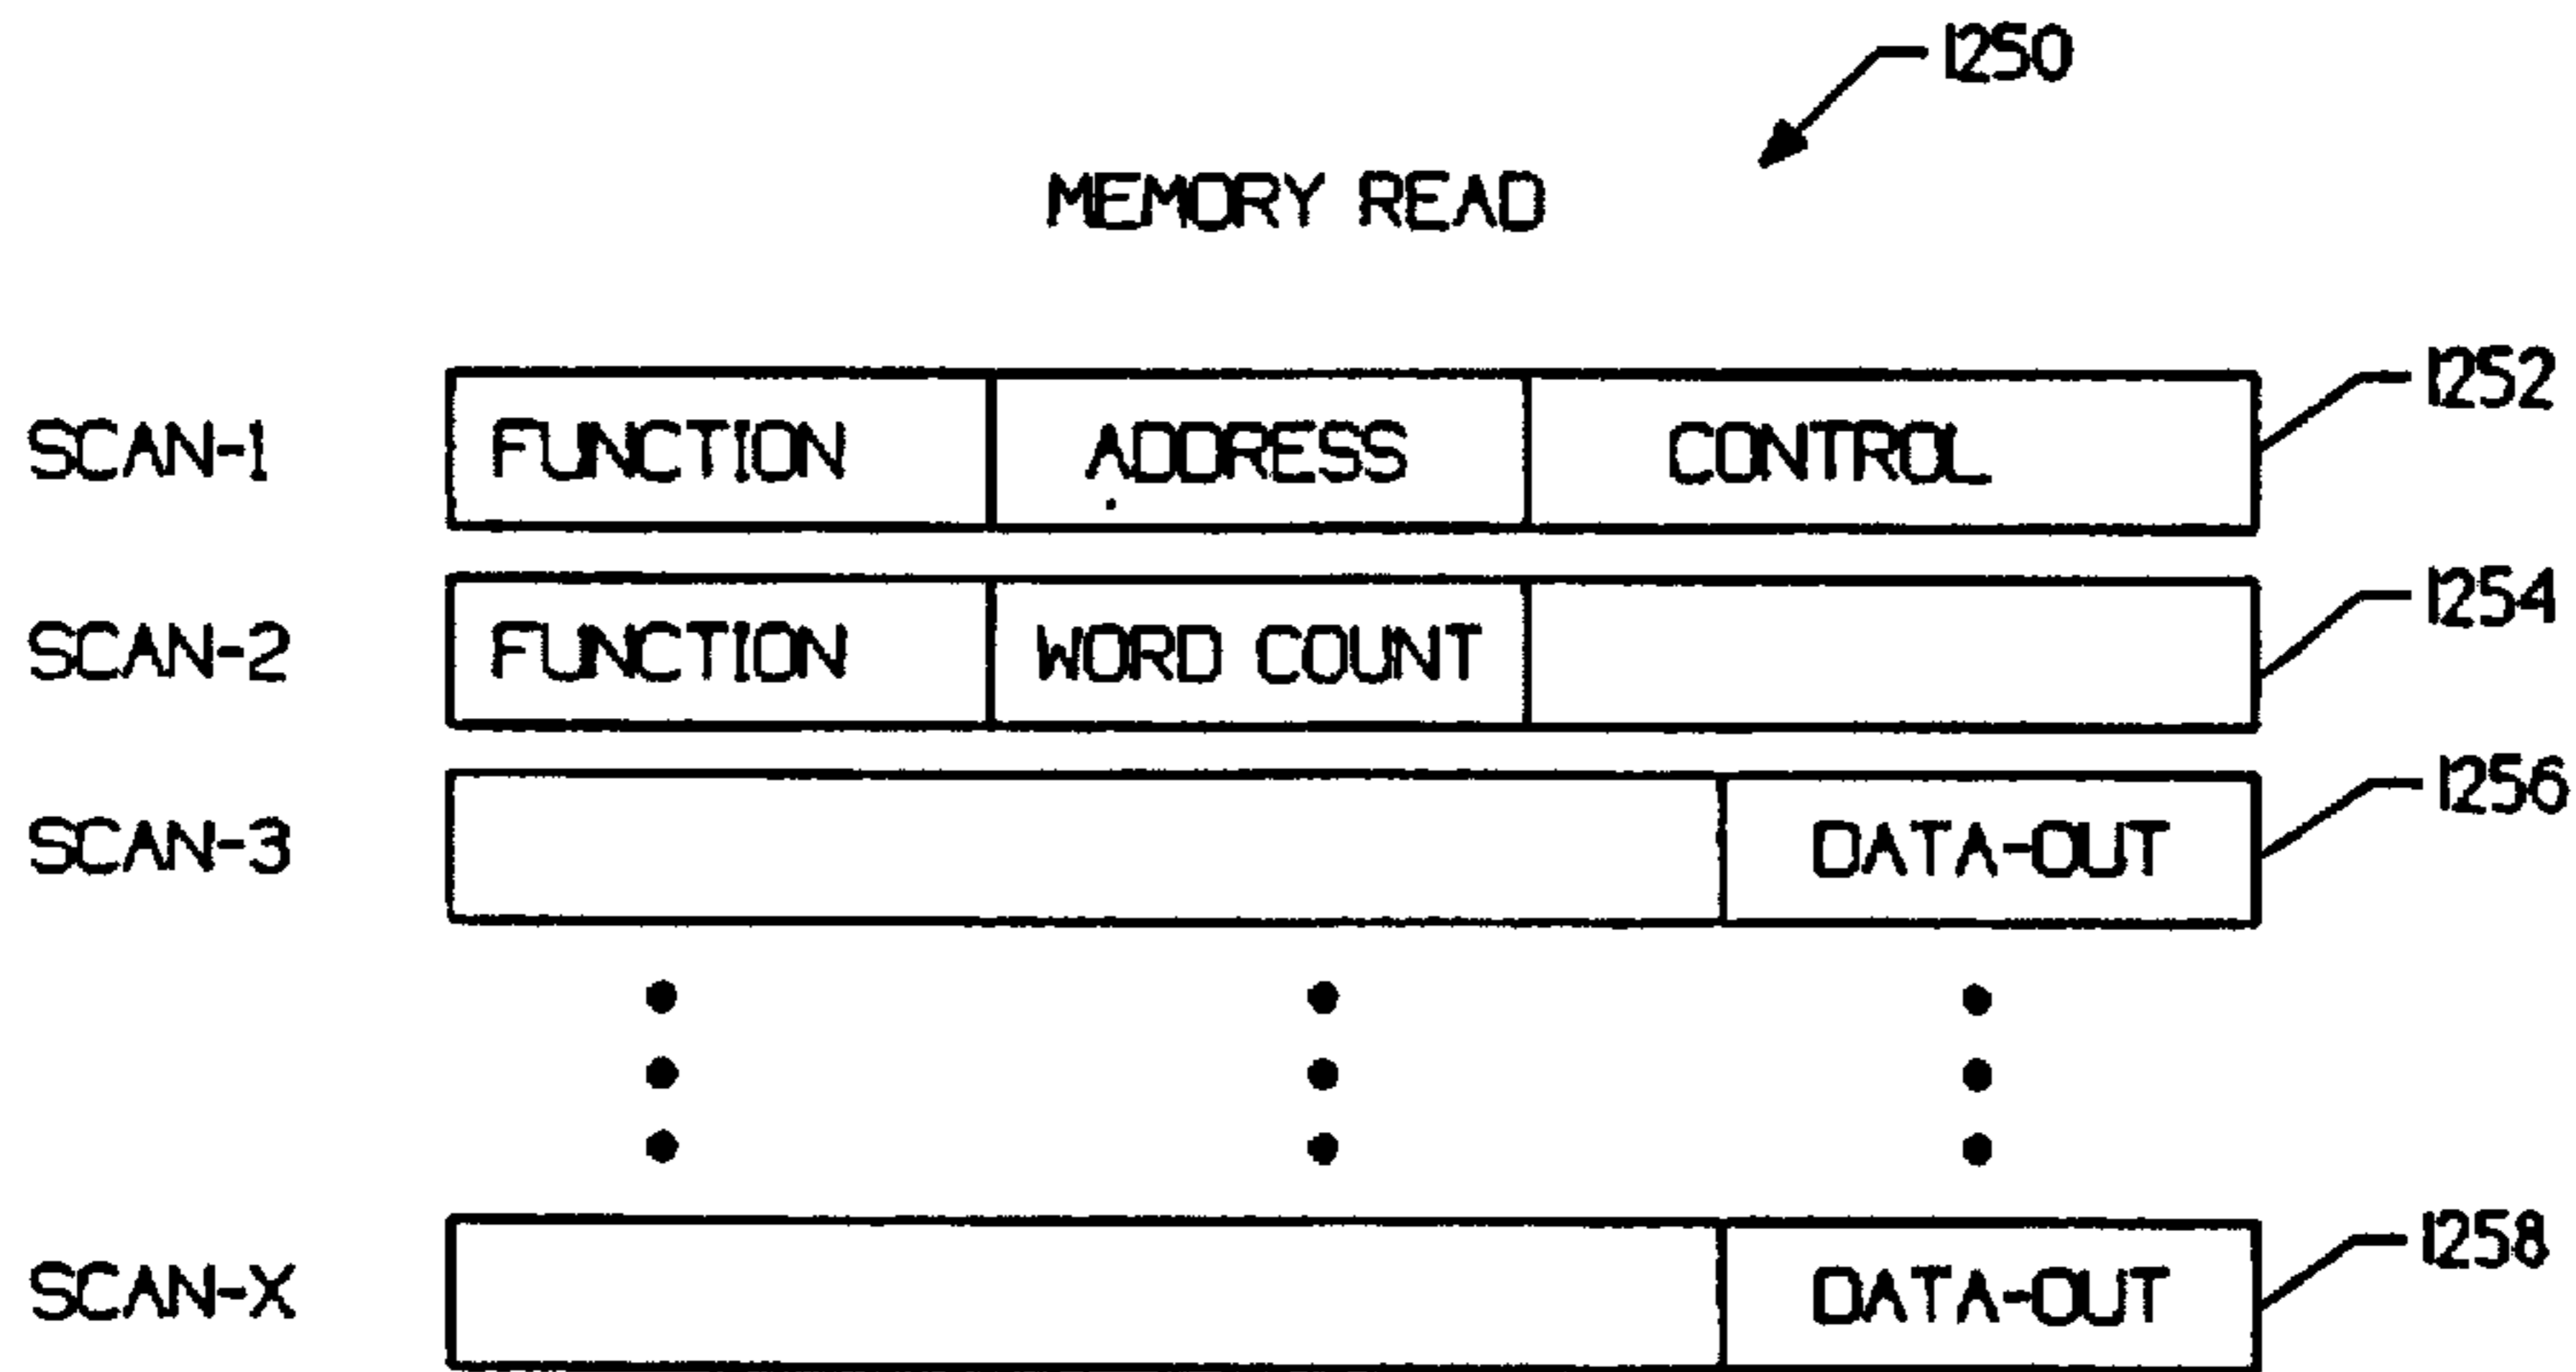 1250
MEMORY READ
SCAN-1 FUNCTION ADDRESS CONTROL 1252
SCAN-2 FUNCTION WORD COUNT 1254
SCAN-3 DATA-OUT 1256
SCAN-X DATA-OUT 1258